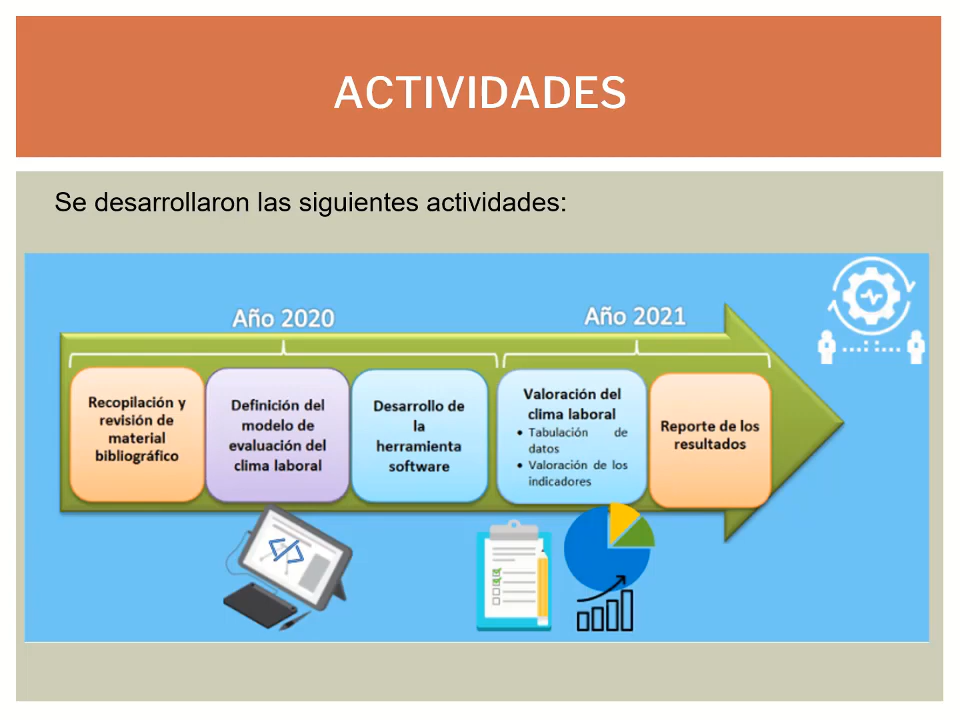 ACTIVIDADES
Se desarrollaron las siguientes actividades:
Año 2020
Año 2021
Recopilación y
revisión de
material
bibliográfico
Definición del
modelo de
evaluación del
clima laboral
Desarrollo de
la
herramienta
software
Valoración del
clima laboral
• Tabulación de
datos
• Valoración de los
indicadores
Reporte de los
resultados